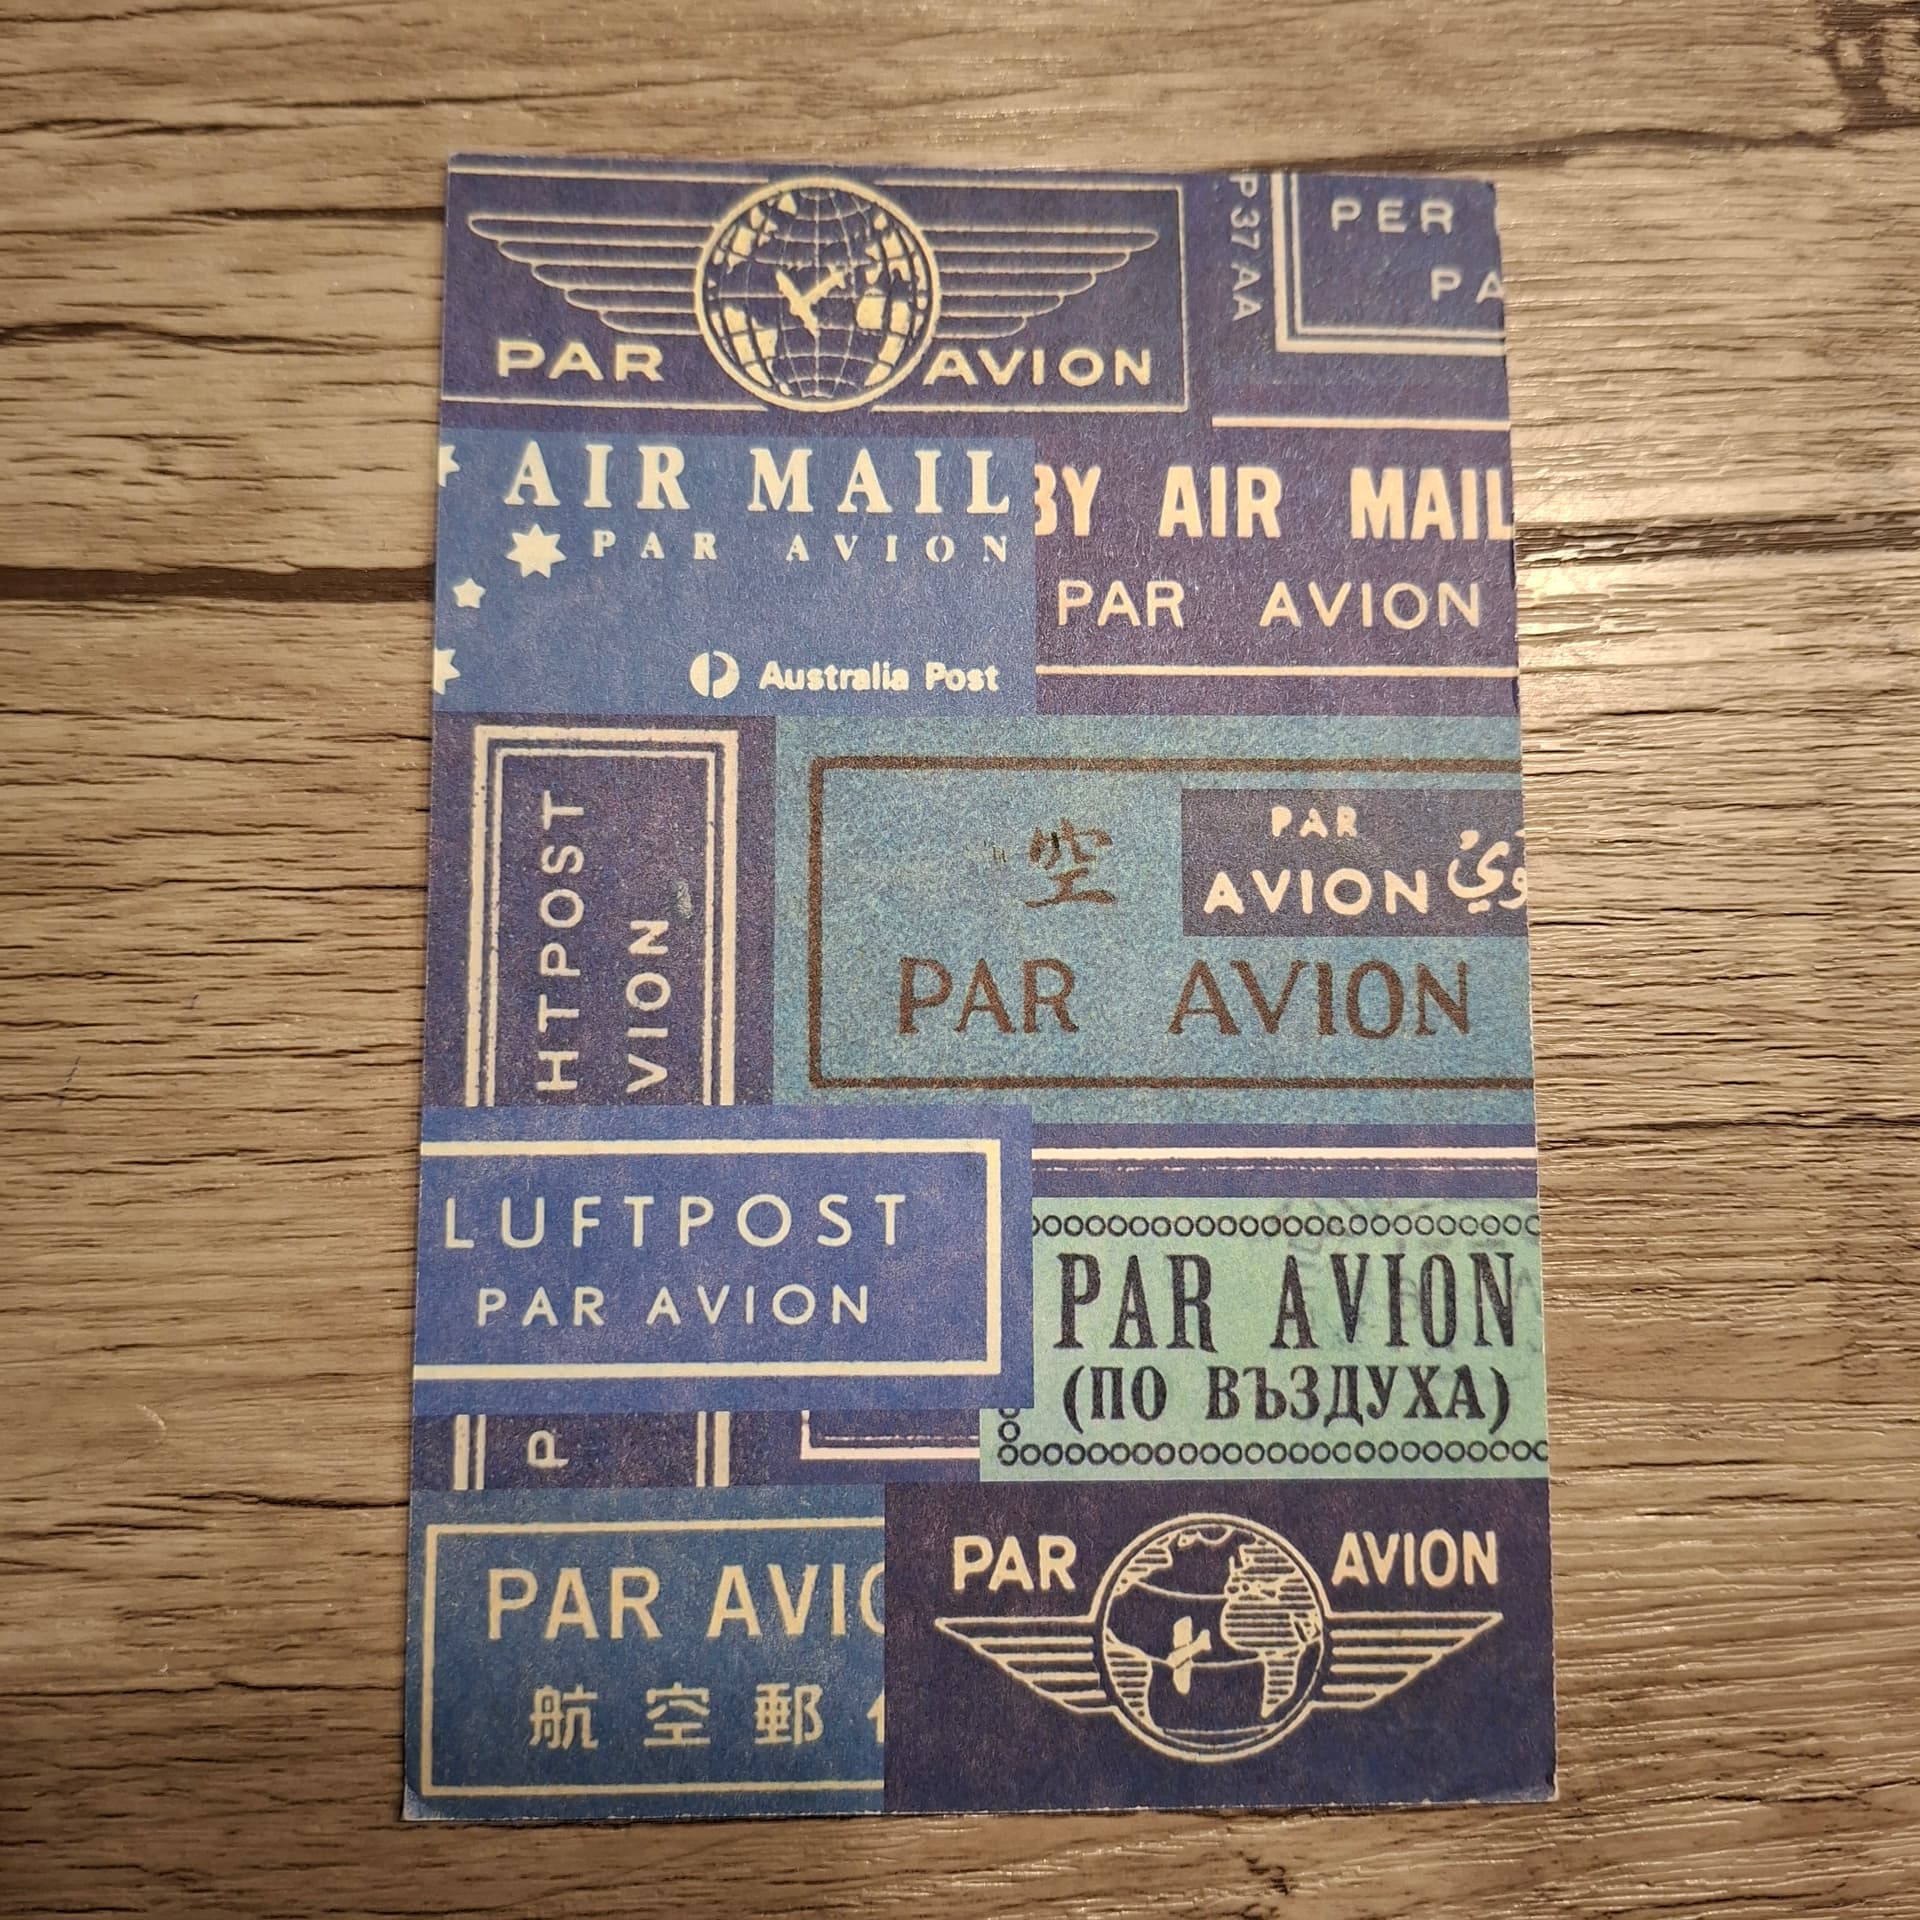 PAR AVION
P37AA
PER
PA
AIR MAIL
PAR AVION
Australia Post
BY AIR MAIL
PAR AVION
HTPOST
VION
空
PAR AVION
PAR
AVION
وي
LUFTPOST
PAR AVION
PAR AVION
(ПО ВЪЗДУХА)
P
PAR AVIO
航空郵
PAR AVION